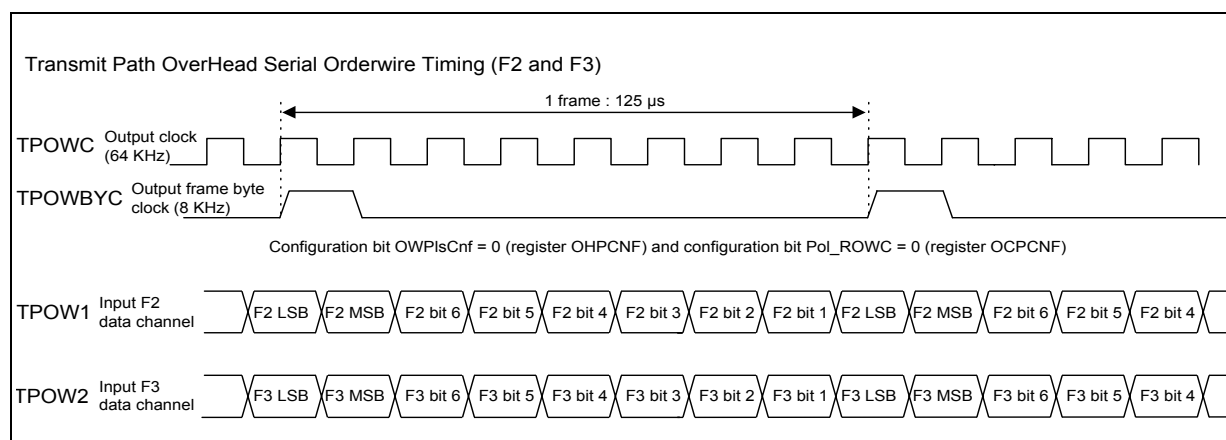 Transmit Path OverHead Serial Orderwire Timing (F2 and F3)
1 frame : 125 µs
TPOWC Output clock
(64 KHz)
TPOWBYC Output frame byte
clock (8 KHz)
Configuration bit OWPlsCnf = 0 (register OHPCNF) and configuration bit Pol_ROWC = 0 (register OCPCNF)
TPOW1 Input F2
data channel
F2 LSB F2 MSB F2 bit 6 F2 bit 5 F2 bit 4 F2 bit 3 F2 bit 2 F2 bit 1 F2 LSB F2 MSB F2 bit 6 F2 bit 5 F2 bit 4
TPOW2 Input F3
data channel
F3 LSB F3 MSB F3 bit 6 F3 bit 5 F3 bit 4 F3 bit 3 F3 bit 2 F3 bit 1 F3 LSB F3 MSB F3 bit 6 F3 bit 5 F3 bit 4